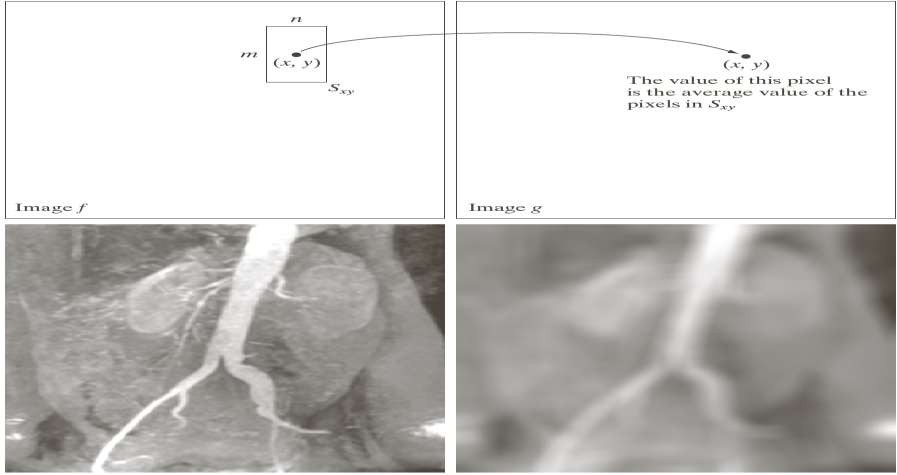 n
m
(x, y)
Sxy
Image f
(x, y)
The value of this pixel
is the average value of the
pixels in Sxy
Image g